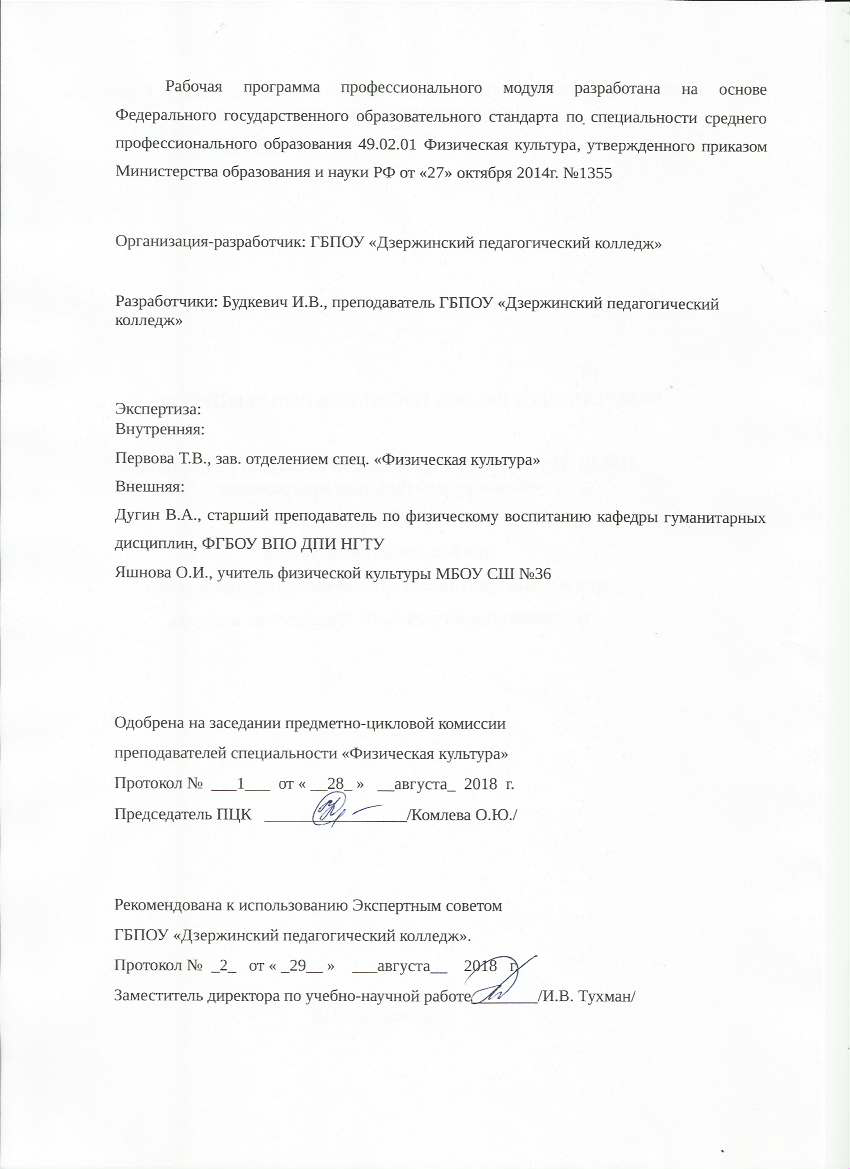 Рабочая программа профессионального модуля разработана на основе
Федерального государственного образовательного стандарта по специальности среднего
профессионального образования 49.02.01 Физическая культура, утвержденного приказом
Министерства образования и науки РФ от «27» октября 2014г. №1355
Организация-разработчик: ГБПОУ «Дзержинский педагогический колледж»
Разработчики: Будкевич И.В., преподаватель ГБПОУ «Дзержинский педагогический
колледж»
Экспертиза:
Внутренняя:
Первова Т.В., зав. отделением спец. «Физическая культура»
Внешняя:
Дугин В.А., старший преподаватель по физическому воспитанию кафедры гуманитарных
дисциплин, ФГБОУ ВПО ДПИ НГТУ
Яшнова О.И., учитель физической культуры МБОУ СШ №36
Одобрена на заседании предметно-цикловой комиссии
преподавателей специальности «Физическая культура»
Протокол № ___1___ от « __28_ » __августа_ 2018 г.
Председатель ПЦК _________________/Комлева О.Ю./
Рекомендована к использованию Экспертным советом
ГБПОУ «Дзержинский педагогический колледж».
Протокол № _2_ от « _29__ » ___августа__ 2018 г.
Заместитель директора по учебно-научной работе________/И.В. Тухман/